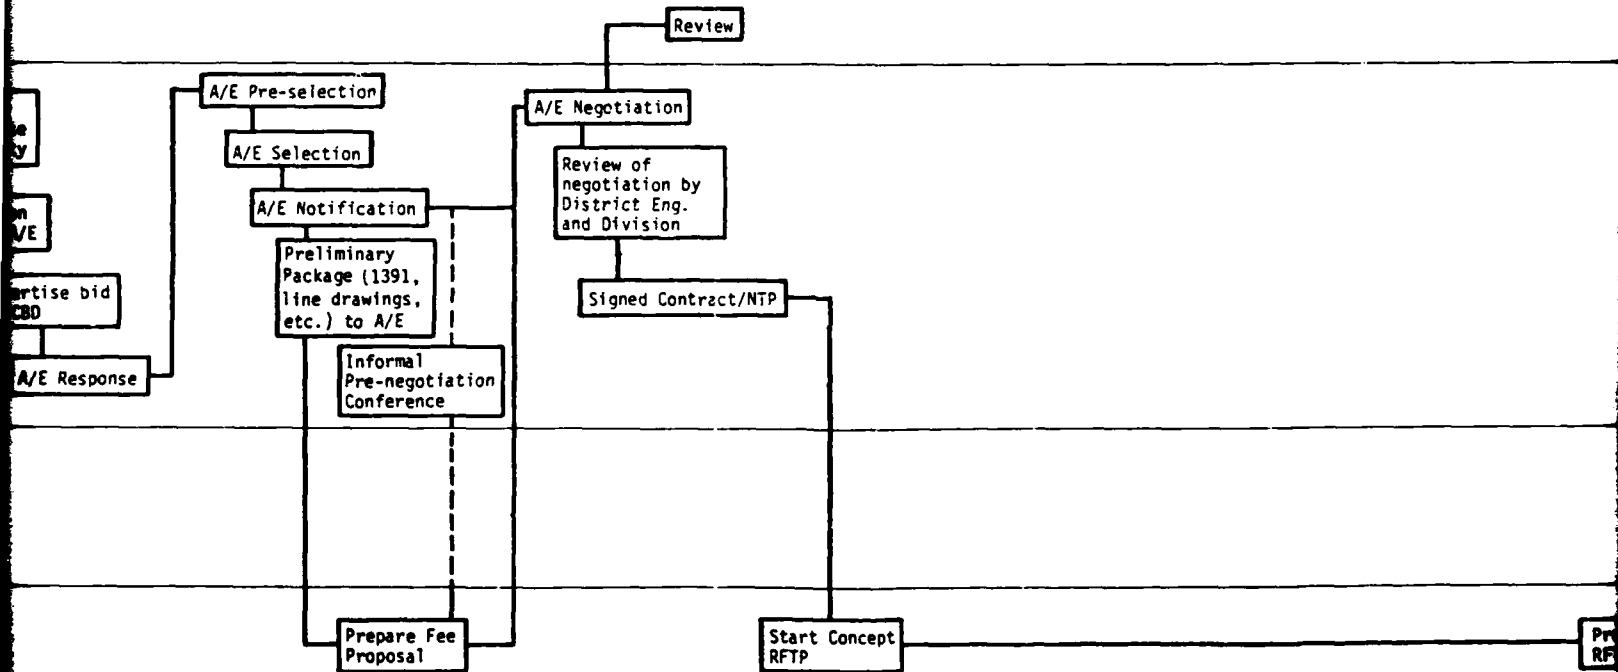 Review
A/E Pre-selection
A/E Selection
A/E Notification
Preliminary
Package (1391,
line drawings,
etc.) to A/E
Informal
Pre-negotiation
Conference
A/E Negotiation
Review of
negotiation by
District Eng.
and Division
Signed Contract/NTP
bid
CBD
A/E Response
Prepare Fee
Proposal
Start Concept
RFTP